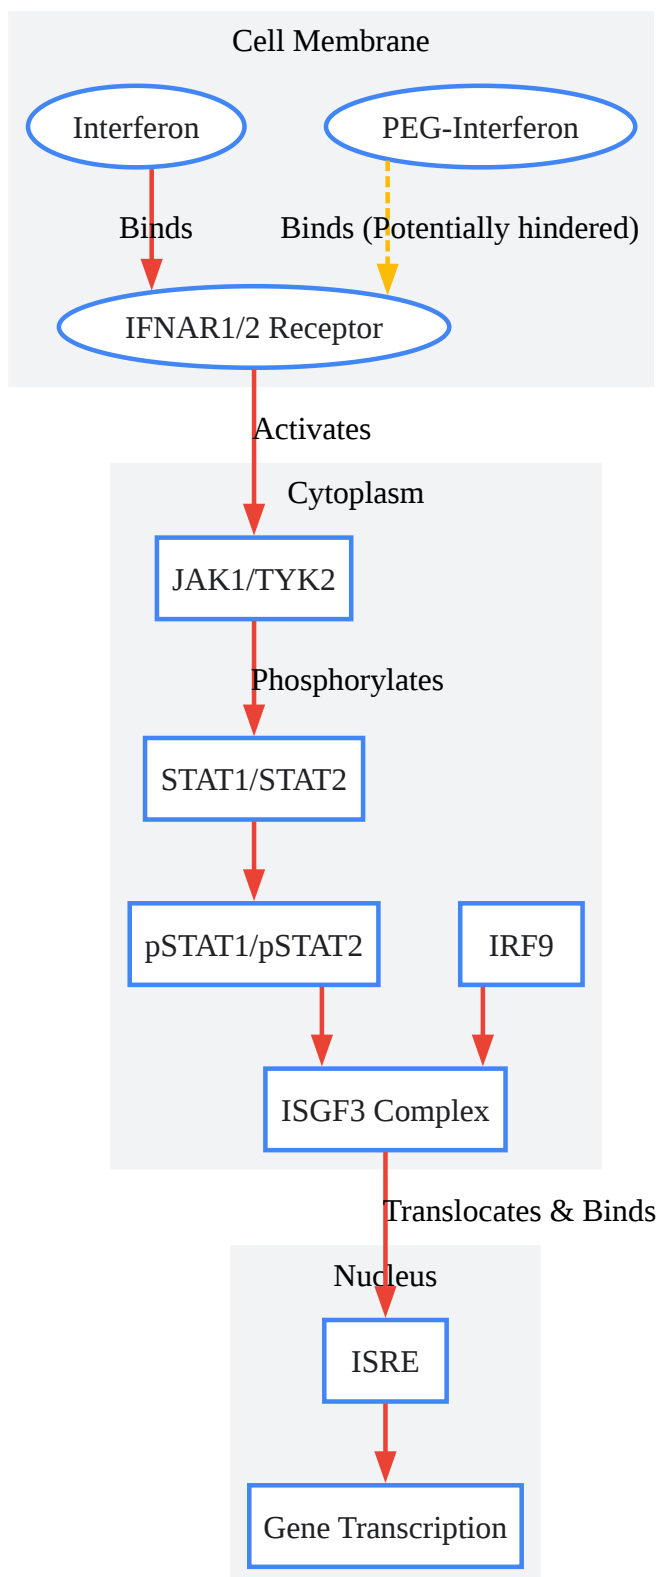 Cell Membrane
Interferon
PEG-Interferon
Binds
Binds (Potentially hindered)
IFNAR1/2 Receptor
Activates
Cytoplasm
JAK1/TYK2
Phosphorylates
STAT1/STAT2
pSTAT1/pSTAT2
IRF9
ISGF3 Complex
Translocates & Binds
Nucleus
ISRE
Gene Transcription